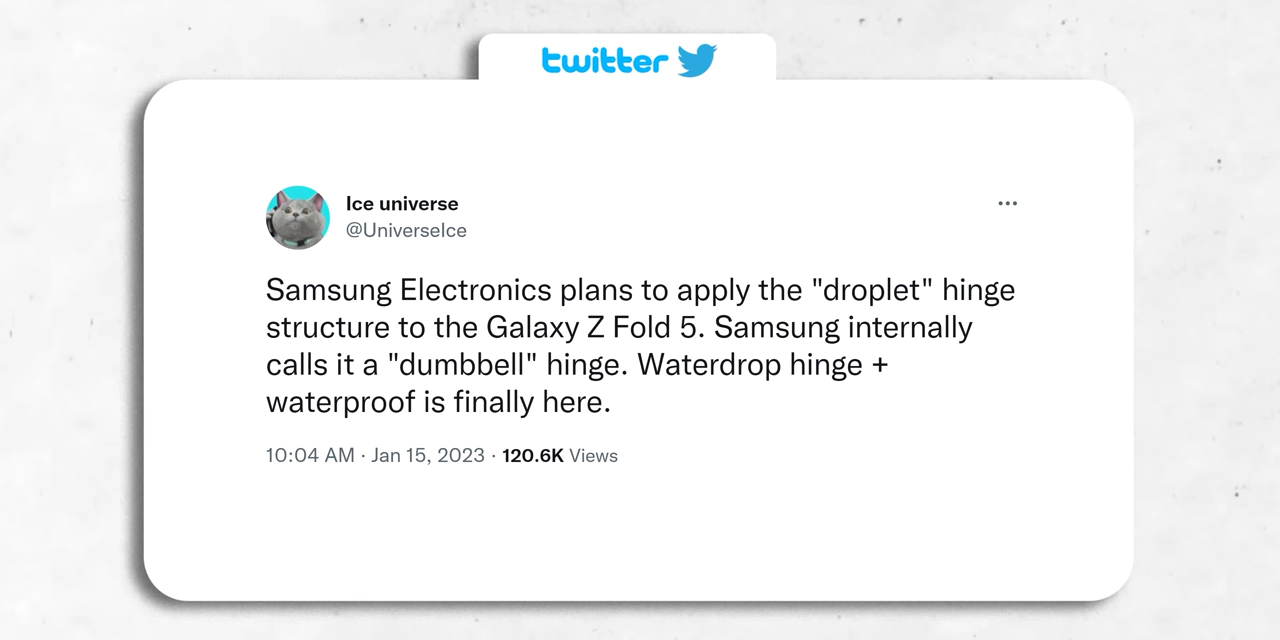 twitter
Ice universe
@UniverseIce
Samsung Electronics plans to apply the "droplet" hinge
structure to the Galaxy Z Fold 5. Samsung internally
calls it a "dumbbell" hinge. Waterdrop hinge +
waterproof is finally here.
10:04 AM · Jan 15, 2023 · 120.6K Views